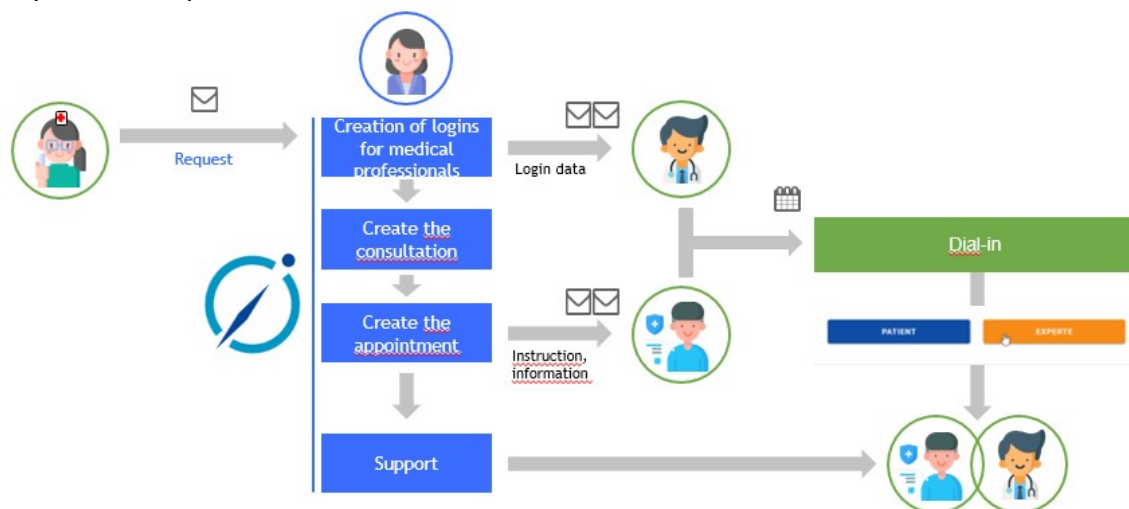 Request
Creation of logins
for medical
professionals
Login data
Create the
consultation
Create the
appointment
Instruction,
information
Support
Dial-in
PATIENT
EXPERTE